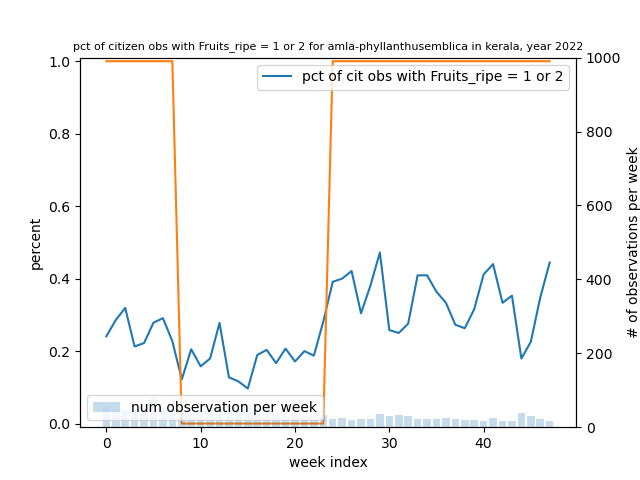 pct of citizen obs with Fruits_ripe = 1 or 2 for amla-phyllanthusemblica in kerala, year 2022
pct of cit obs with Fruits_ripe = 1 or 2
num observation per week
percent
1.0
0.8
0.6
0.4
0.2
0.0
1000
800
600
400
200
0
# of observations per week
0 10 20 30 40
week index